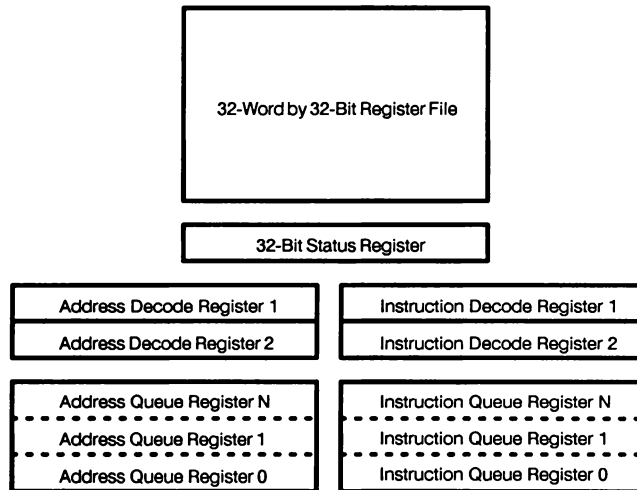 32-Word by 32-Bit Register File
32-Bit Status Register
Address Decode Register 1
Address Decode Register 2
Instruction Decode Register 1
Instruction Decode Register 2
Address Queue Register N
Address Queue Register 1
Address Queue Register 0
Instruction Queue Register N
Instruction Queue Register 1
Instruction Queue Register 0